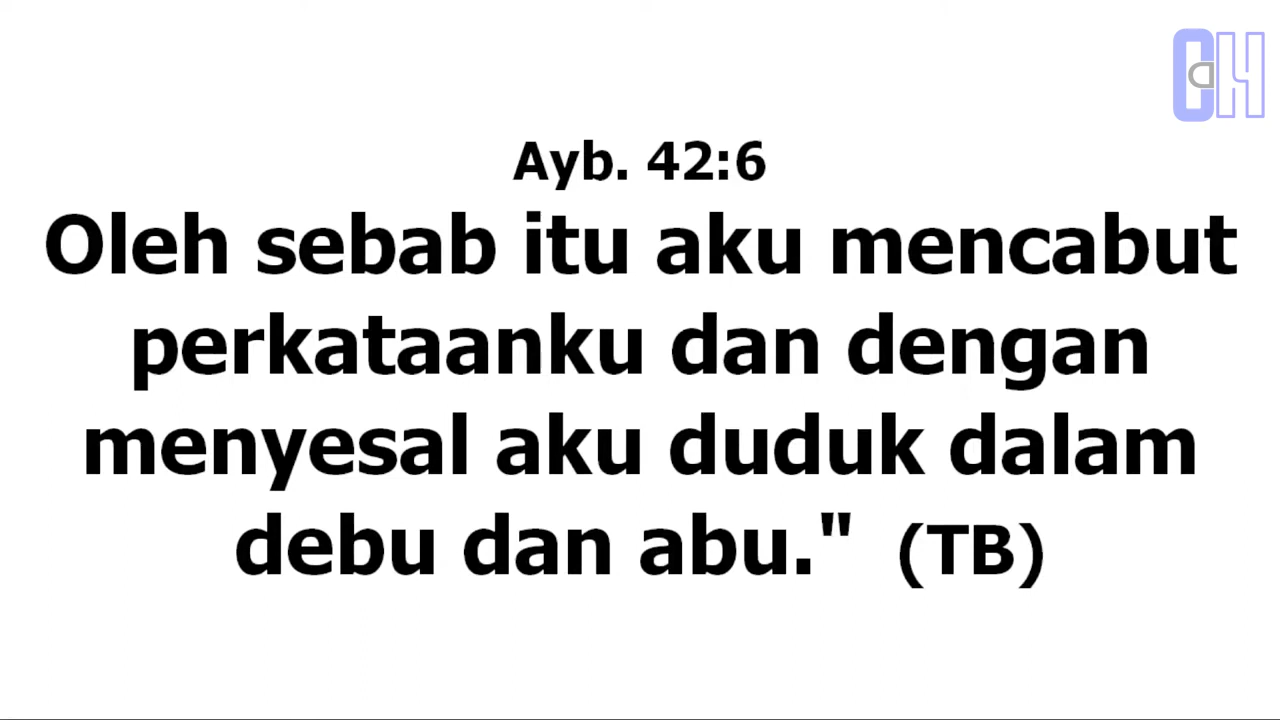 Ayb. 42:6
Oleh sebab itu aku mencabut
perkataanku dan dengan
menyesal aku duduk dalam
debu dan abu." (TB)